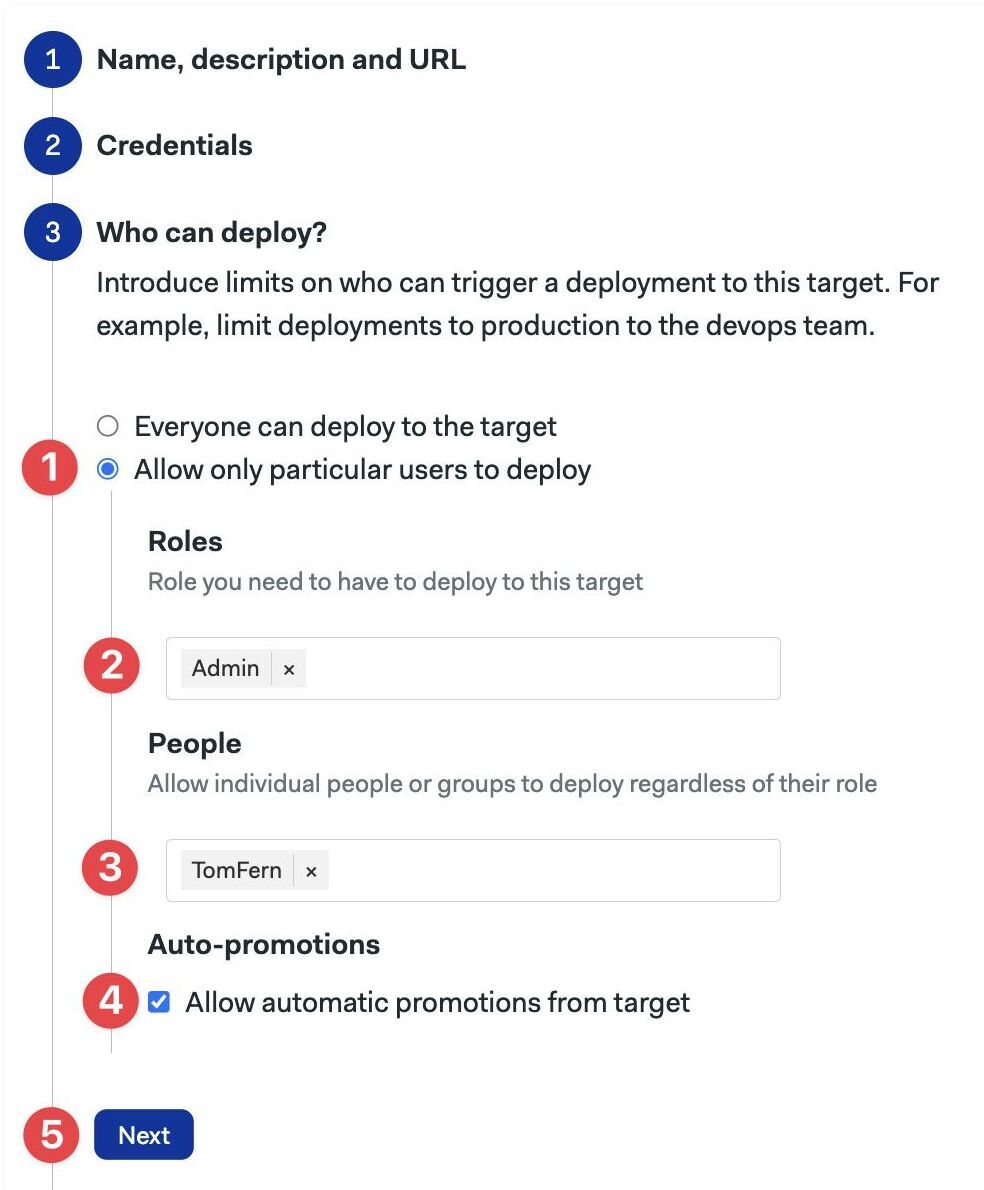 1 Name, description and URL
2 Credentials
3 Who can deploy?
Introduce limits on who can trigger a deployment to this target. For
example, limit deployments to production to the devops team.
Everyone can deploy to the target
1 Allow only particular users to deploy
Roles
Role you need to have to deploy to this target
2 Admin ×
People
Allow individual people or groups to deploy regardless of their role
3 TomFern ×
Auto-promotions
4 Allow automatic promotions from target
5 Next